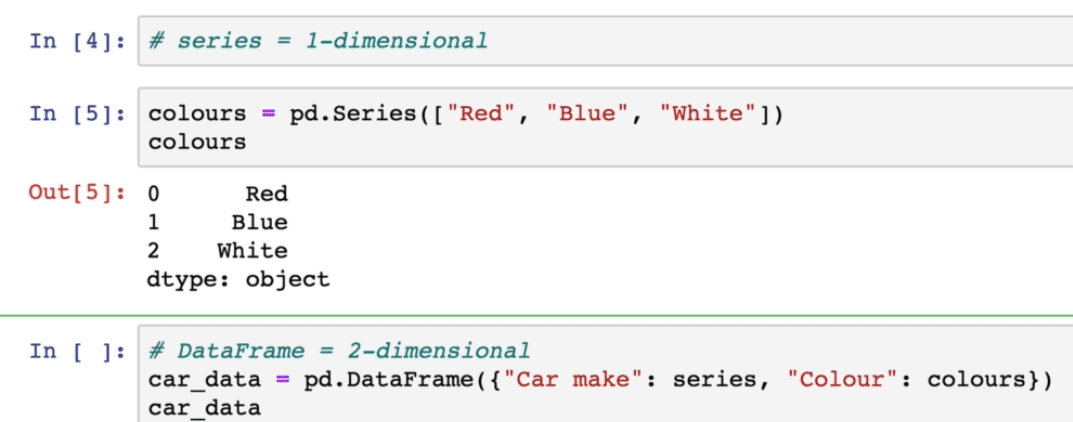 In [4]: # series = 1-dimensional
In [5]: colours = pd.Series(["Red", "Blue", "White"])
colours
Out[5]: 0 Red
1 Blue
2 White
dtype: object
In [ ]: # DataFrame = 2-dimensional
car_data = pd.DataFrame({"Car make": series, "Colour": colours})
car_data